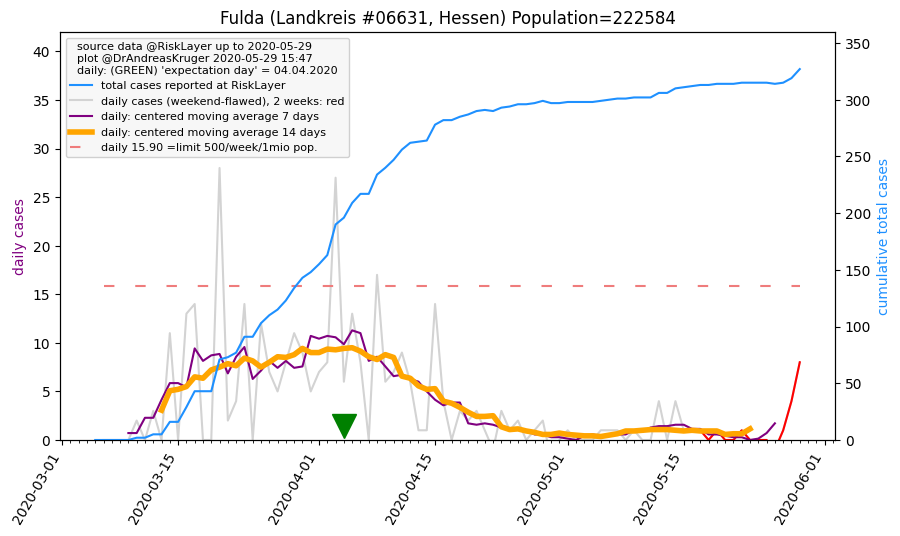 Fulda (Landkreis #06631, Hessen) Population=222584
source data @RiskLayer up to 2020-05-29
plot @DrAndreasKruger 2020-05-29 15:47
daily: (GREEN) 'expectation day' = 04.04.2020
total cases reported at RiskLayer
daily cases (weekend-flawed), 2 weeks: red
daily: centered moving average 7 days
daily: centered moving average 14 days
daily 15.90 =limit 500/week/1mio pop.
daily cases
40
35
30
25
20
15
10
5
0
cumulative total cases
350
300
250
200
150
100
50
0
2020-03-01
2020-03-15
2020-04-01
2020-04-15
2020-05-01
2020-05-15
2020-06-01